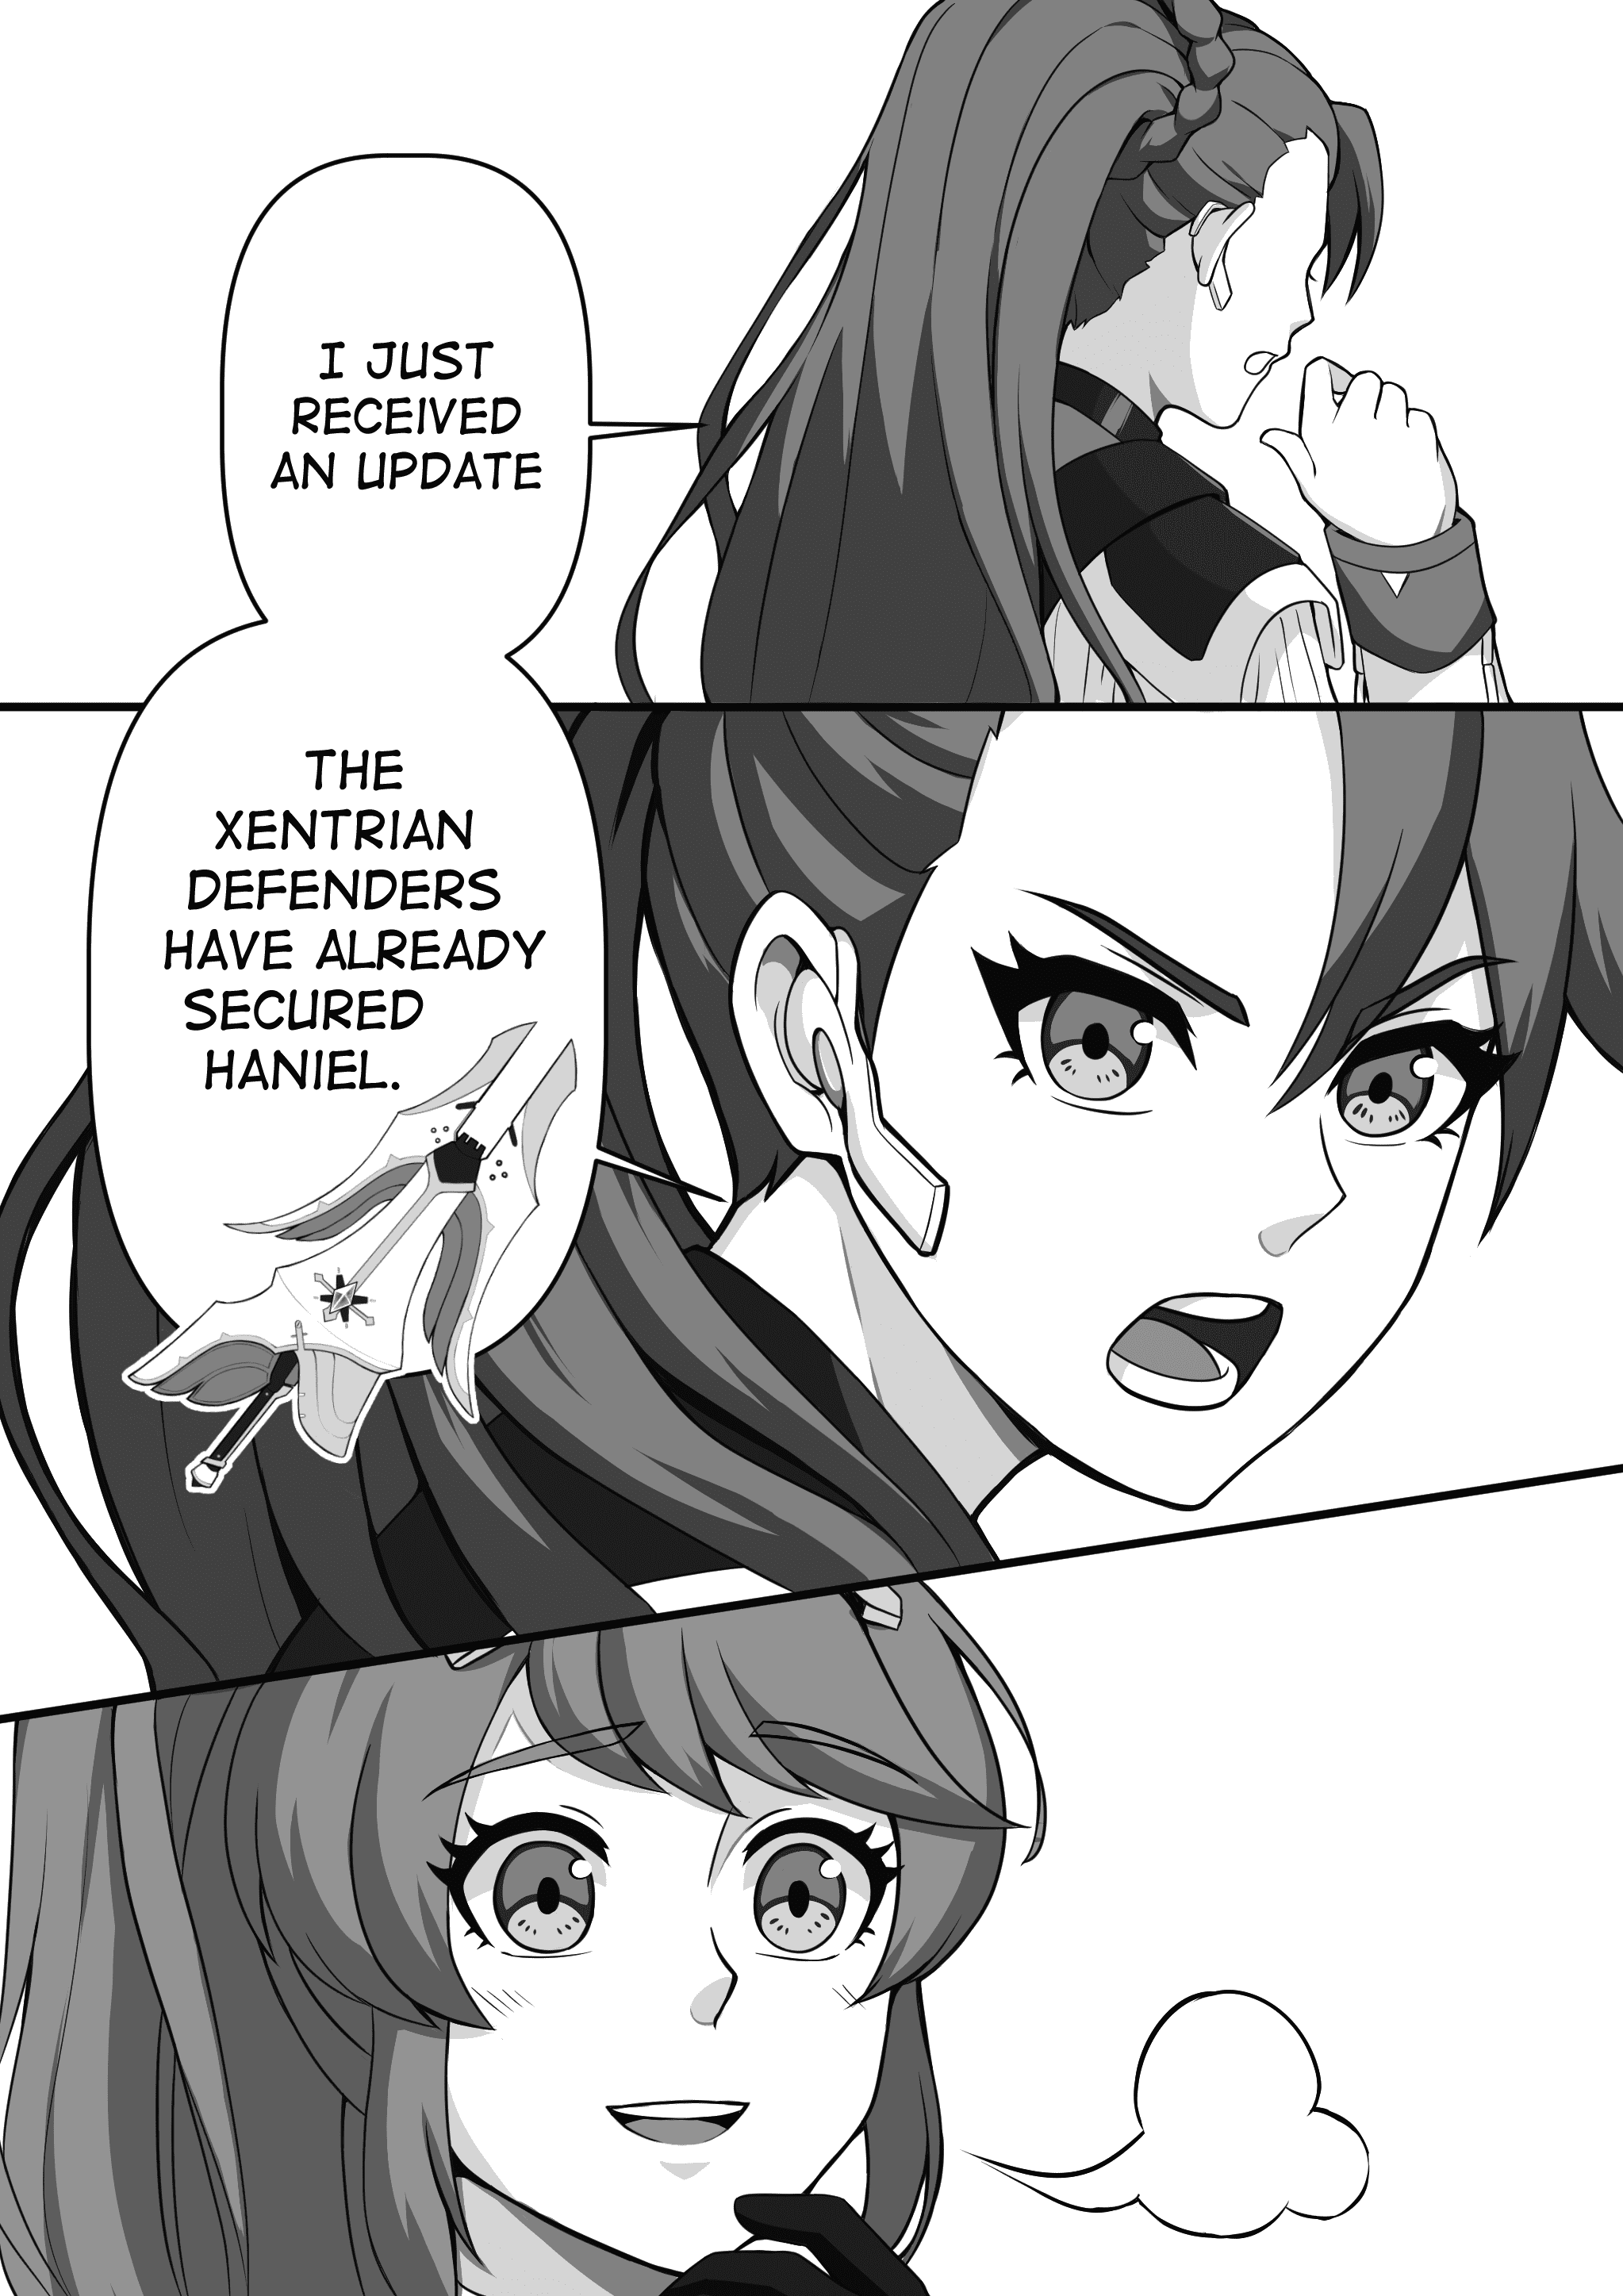 I JUST
RECEIVED
AN UPDATE
THE
XENTRIAN
DEFENDERS
HAVE ALREADY
SECURED
HANIEL.